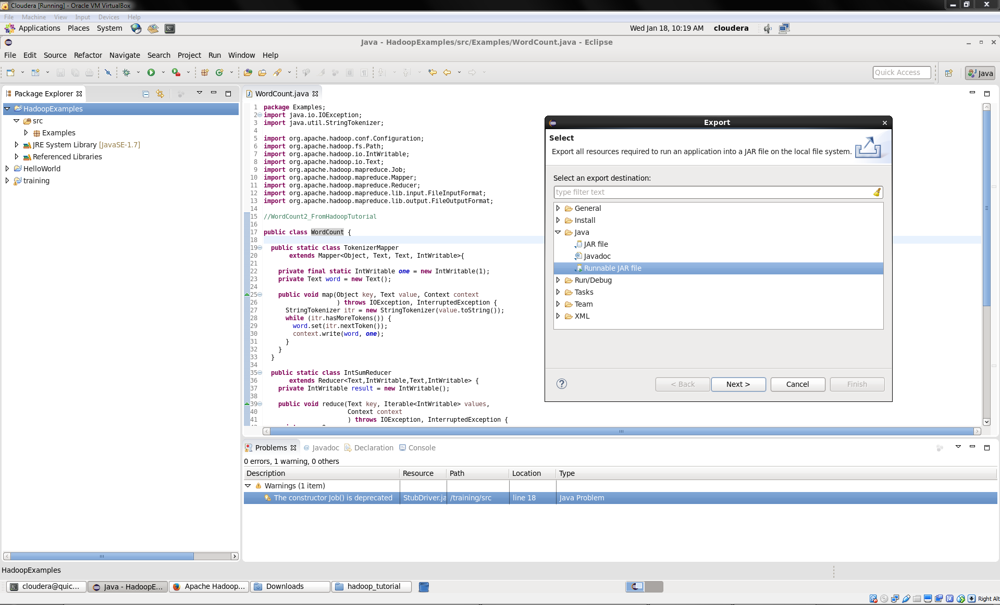 Cloudera [Running] - Oracle VM VirtualBox
File Machine View Input Devices Help
Applications Places System
Wed Jan 18, 10:19 AM cloudera
Java - HadoopExamples/src/Examples/WordCount.java - Eclipse
File Edit Source Refactor Navigate Search Project Run Window Help
Quick Access
Java
Package Explorer
HadoopExamples
src
Examples
JRE System Library [JavaSE-1.7]
Referenced Libraries
HelloWorld
training
WordCount.java
1 package Examples;
2 import java.io.IOException;
3 import java.util.StringTokenizer;
4
5 import org.apache.hadoop.conf.Configuration;
6 import org.apache.hadoop.fs.Path;
7 import org.apache.hadoop.io.IntWritable;
8 import org.apache.hadoop.io.Text;
9 import org.apache.hadoop.mapreduce.Job;
10 import org.apache.hadoop.mapreduce.Mapper;
11 import org.apache.hadoop.mapreduce.Reducer;
12 import org.apache.hadoop.mapreduce.lib.input.FileInputFormat;
13 import org.apache.hadoop.mapreduce.lib.output.FileOutputFormat;
14
15 //WordCount2_FromHadoopTutorial
16
17 public class WordCount {
18
19 public static class TokenizerMapper
20 extends Mapper<Object, Text, Text, IntWritable>{
21
22 private final static IntWritable one = new IntWritable(1);
23 private Text word = new Text();
24
25 public void map(Object key, Text value, Context context
26 ) throws IOException, InterruptedException {
27 StringTokenizer itr = new StringTokenizer(value.toString());
28 while (itr.hasMoreTokens()) {
29 word.set(itr.nextToken());
30 context.write(word, one);
31 }
32 }
33 }
34
35 public static class IntSumReducer
36 extends Reducer<Text,IntWritable,Text,IntWritable> {
37 private IntWritable result = new IntWritable();
38
39 public void reduce(Text key, Iterable<IntWritable> values,
40 Context context
41 ) throws IOException, InterruptedException {
Export
Select
Export all resources required to run an application into a JAR file on the local file system.
Select an export destination:
type filter text
General
Install
Java
JAR file
Javadoc
Runnable JAR file
Run/Debug
Tasks
Team
XML
< Back Next > Cancel Finish
Problems Javadoc Declaration Console
0 errors, 1 warning, 0 others
Description Resource Path Location Type
Warnings (1 item)
The constructor Job() is deprecated StubDriver.ja /training/src line 18 Java Problem
HadoopExamples
cloudera@quic... Java - HadoopE... Apache Hadoop... Downloads hadoop_tutorial
Right Alt